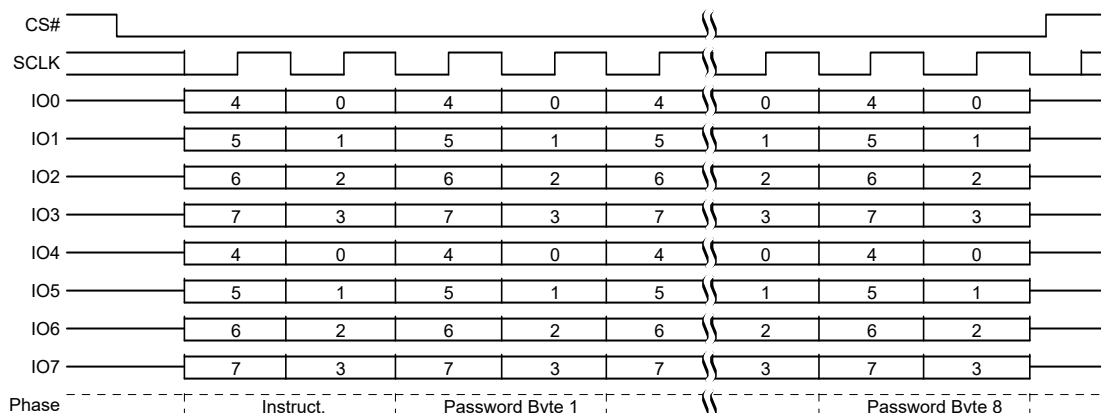 CS#
SCLK
IO0 4 0 4 0 4 0 4 0
IO1 5 1 5 1 5 1 5 1
IO2 6 2 6 2 6 2 6 2
IO3 7 3 7 3 7 3 7 3
IO4 4 0 4 0 4 0 4 0
IO5 5 1 5 1 5 1 5 1
IO6 6 2 6 2 6 2 6 2
IO7 7 3 7 3 7 3 7 3
Phase Instruct. Password Byte 1 Password Byte 8